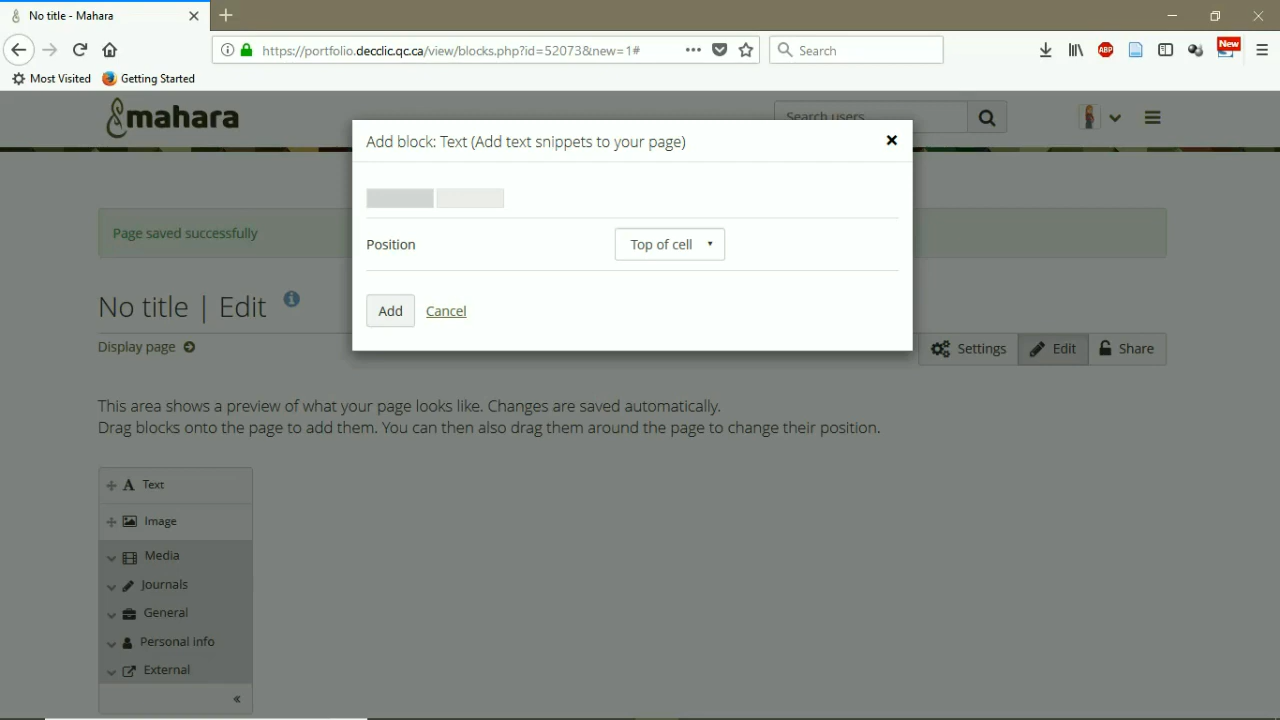 No title - Mahara
https://portfolio.decclic.qc.ca/view/blocks.php?id=52073&new=1#
Search
ABP
New
Most Visited
Getting Started
mahara
Search users
Add block: Text (Add text snippets to your page)
Position
Top of cell
Add
Cancel
Page saved successfully
No title | Edit
Display page
Settings
Edit
Share
This area shows a preview of what your page looks like. Changes are saved automatically.
Drag blocks onto the page to add them. You can then also drag them around the page to change their position.
Text
Image
Media
Journals
General
Personal info
External